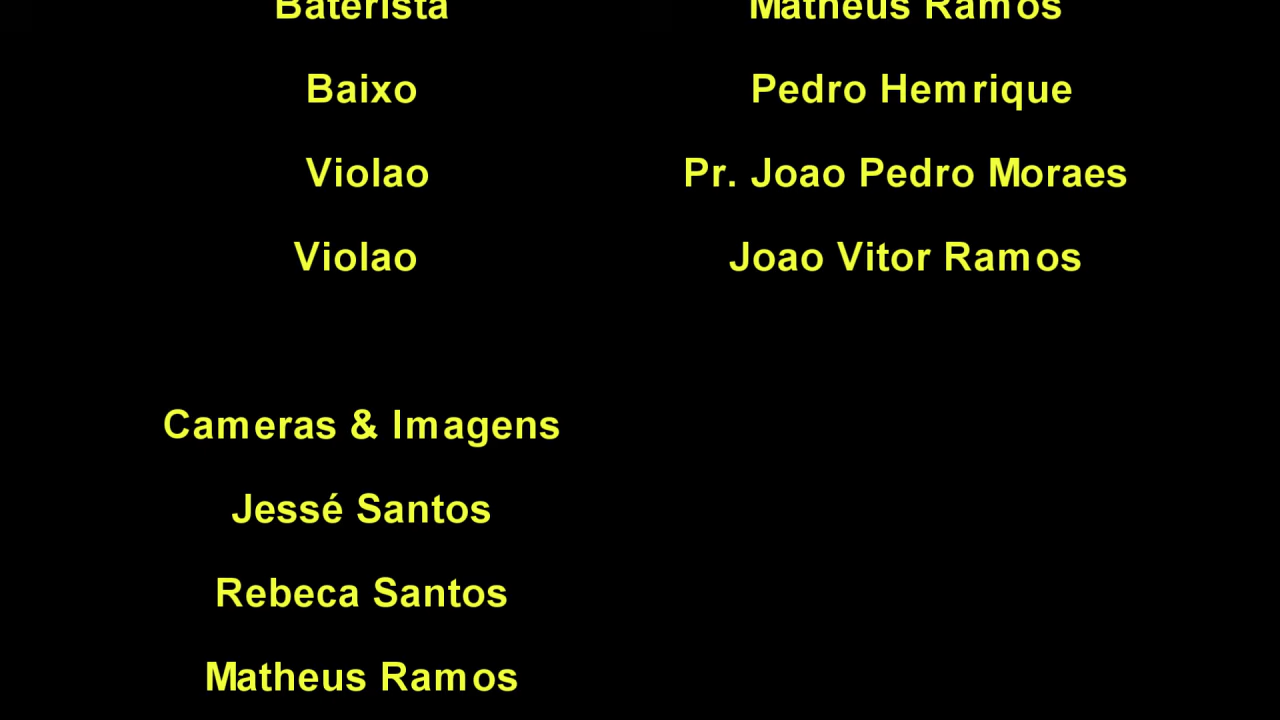 Baterista Matheus Ramos
Baixo Pedro Hemrique
Violao Pr. Joao Pedro Moraes
Violao Joao Vitor Ramos
Cameras & Imagens
Jessé Santos
Rebeca Santos
Matheus Ramos